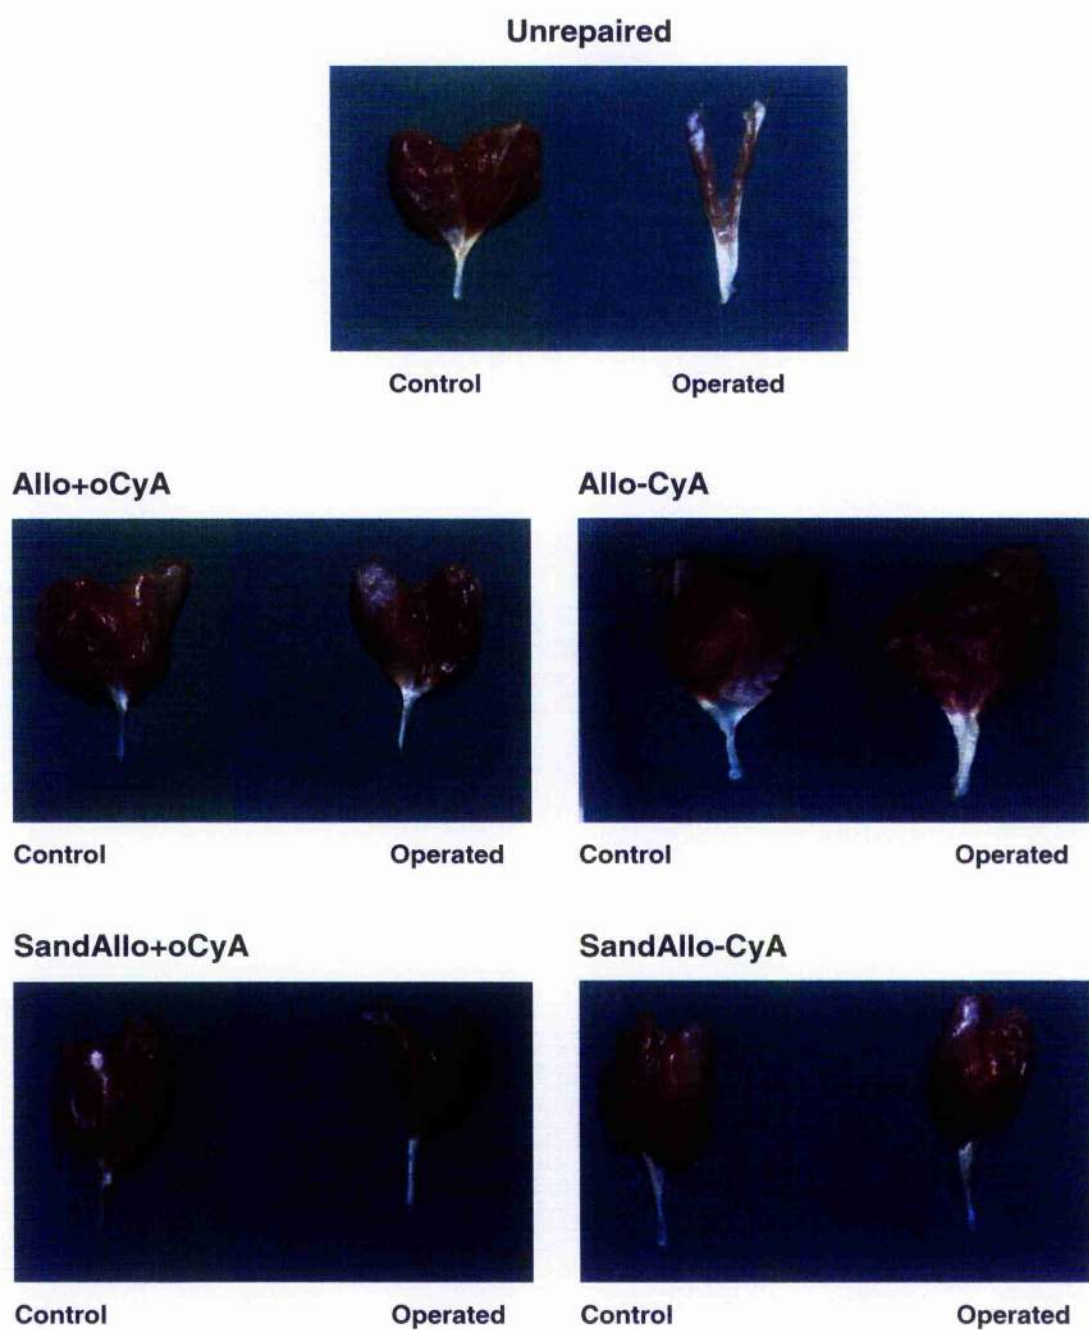 Unrepaired
Control Operated
Allo+oCyA Allo-CyA
Control Operated Control Operated
SandAllo+oCyA SandAllo-CyA
Control Operated Control Operated